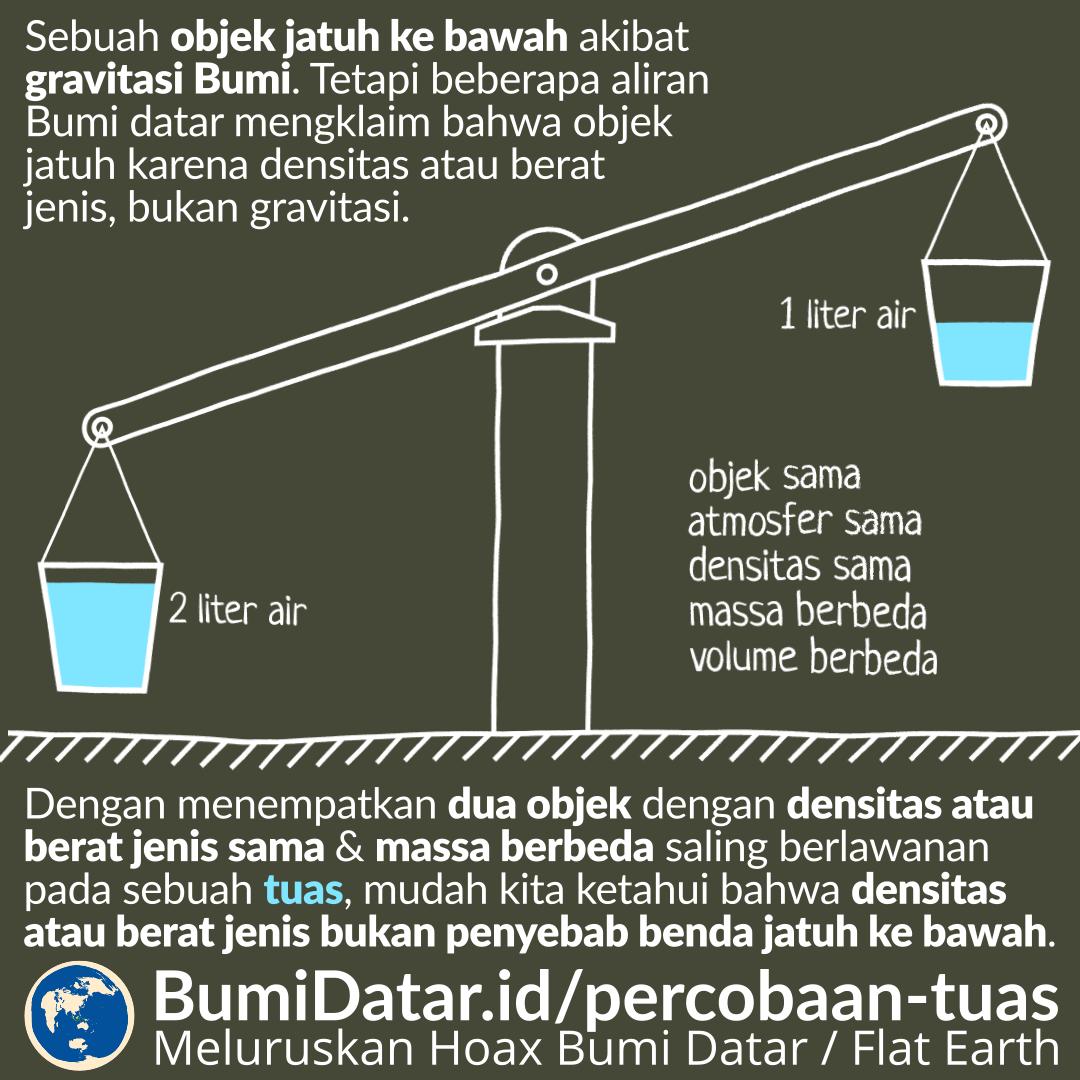 Sebuah objek jatuh ke bawah akibat
gravitasi Bumi. Tetapi beberapa aliran
Bumi datar mengklaim bahwa objek
jatuh karena densitas atau berat
jenis, bukan gravitasi.
1 liter air
2 liter air
objek sama
atmosfer sama
densitas sama
massa berbeda
volume berbeda
Dengan menempatkan dua objek dengan densitas atau
berat jenis sama & massa berbeda saling berlawanan
pada sebuah tuas, mudah kita ketahui bahwa densitas
atau berat jenis bukan penyebab benda jatuh ke bawah.
BumiDatar.id/percobaan-tuas
Meluruskan Hoax Bumi Datar / Flat Earth